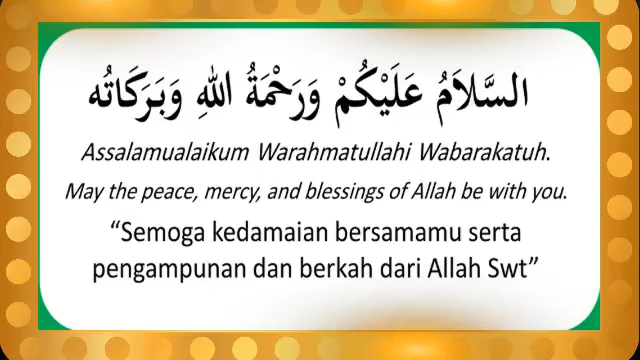 السَّلاَمُ عَلَيْكُمْ وَرَحْمَةُ اللهِ وَبَرَكَاتُه
Assalamualaikum Warahmatullahi Wabarakatuh.
May the peace, mercy, and blessings of Allah be with you.
“Semoga kedamaian bersamamu serta
pengampunan dan berkah dari Allah Swt”